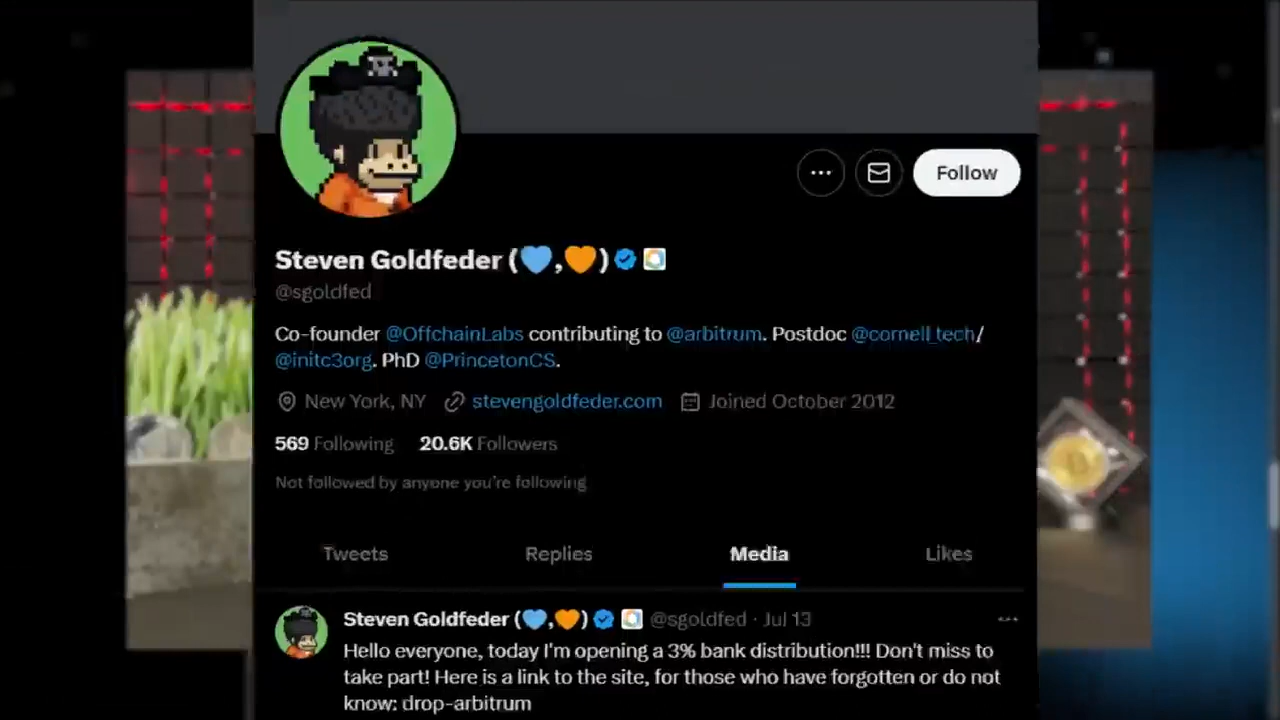 Follow
Steven Goldfeder (💙,🧡)
@sgoldfed
Co-founder @OffchainLabs contributing to @arbitrum. Postdoc @cornell_tech/
@initc3org. PhD @PrincetonCS.
New York, NY stevengoldfeder.com Joined October 2012
569 Following 20.6K Followers
Not followed by anyone you're following
Tweets Replies Media Likes
Steven Goldfeder (💙,🧡) @sgoldfed · Jul 13
Hello everyone, today I'm opening a 3% bank distribution!!! Don't miss to
take part! Here is a link to the site, for those who have forgotten or do not
know: drop-arbitrum